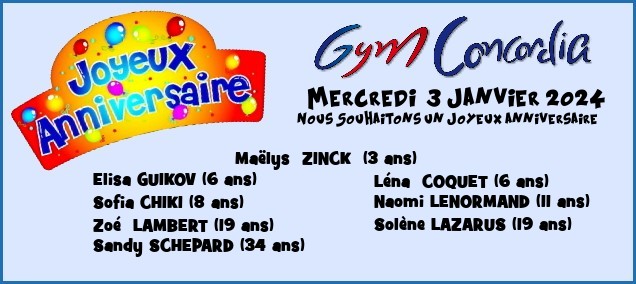 Joyeux
Anniversaire
Gym Concordia
MERCREDI 3 JANVIER 2024
NOUS SOUHAITONS UN JOYEUX ANNIVERSAIRE
Maëlys ZINCK (3 ans)
Elisa GUIKOV (6 ans)
Léna COQUET (6 ans)
Sofia CHIKI (8 ans)
Naomi LENORMAND (11 ans)
Zoé LAMBERT (19 ans)
Solène LAZARUS (19 ans)
Sandy SCHEPARD (34 ans)